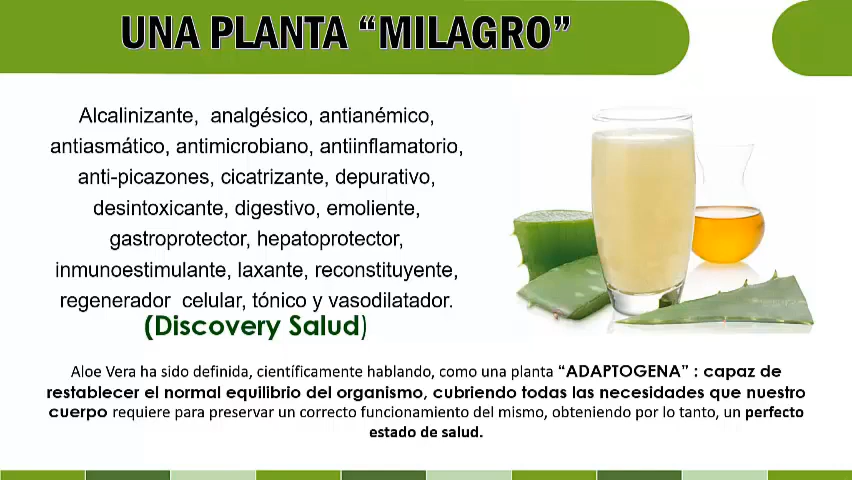 UNA PLANTA “MILAGRO”
Alcalinizante, analgésico, antianémico,
antiasmático, antimicrobiano, antiinflamatorio,
anti-picazones, cicatrizante, depurativo,
desintoxicante, digestivo, emoliente,
gastroprotector, hepatoprotector,
inmunoestimulante, laxante, reconstituyente,
regenerador celular, tónico y vasodilatador.
(Discovery Salud)
Aloe Vera ha sido definida, científicamente hablando, como una planta “ADAPTOGENA” : capaz de
restablecer el normal equilibrio del organismo, cubriendo todas las necesidades que nuestro
cuerpo requiere para preservar un correcto funcionamiento del mismo, obteniendo por lo tanto, un perfecto
estado de salud.